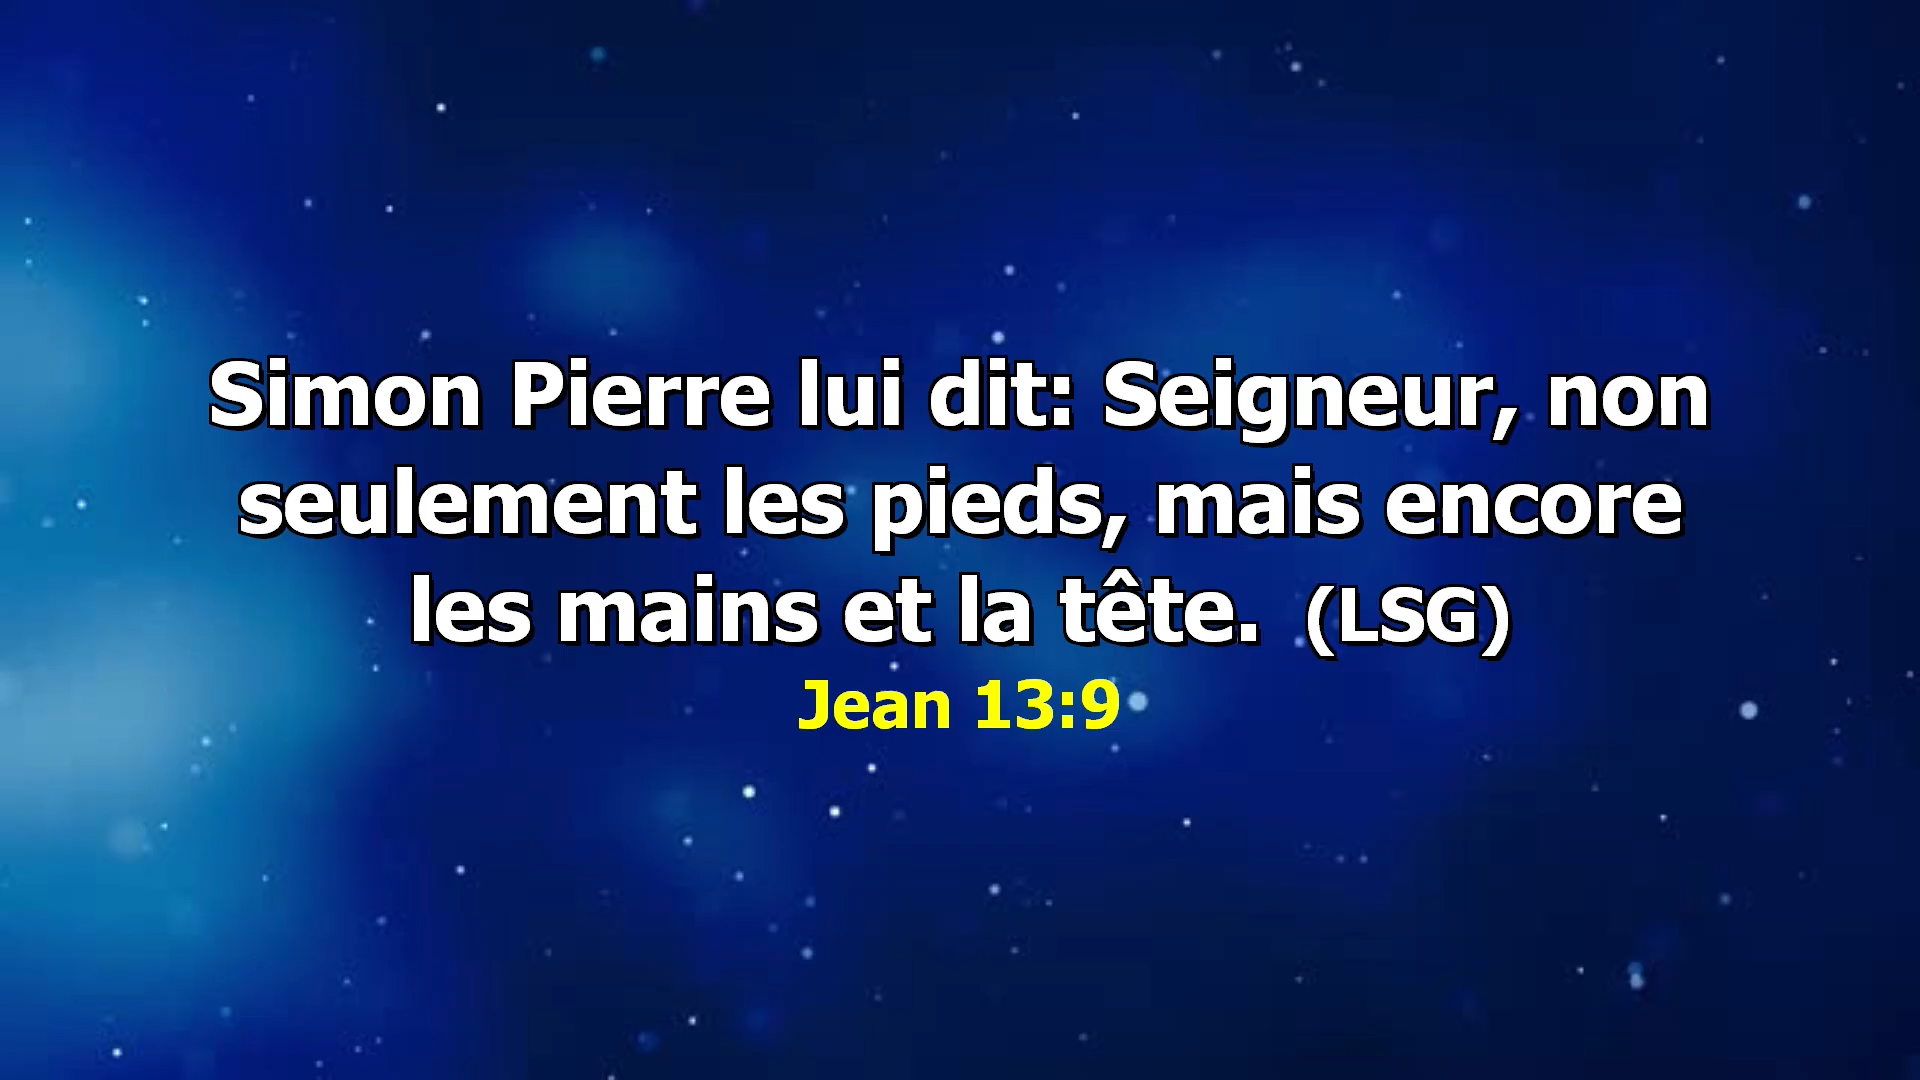 Simon Pierre lui dit: Seigneur, non
seulement les pieds, mais encore
les mains et la tête. (LSG)
Jean 13:9